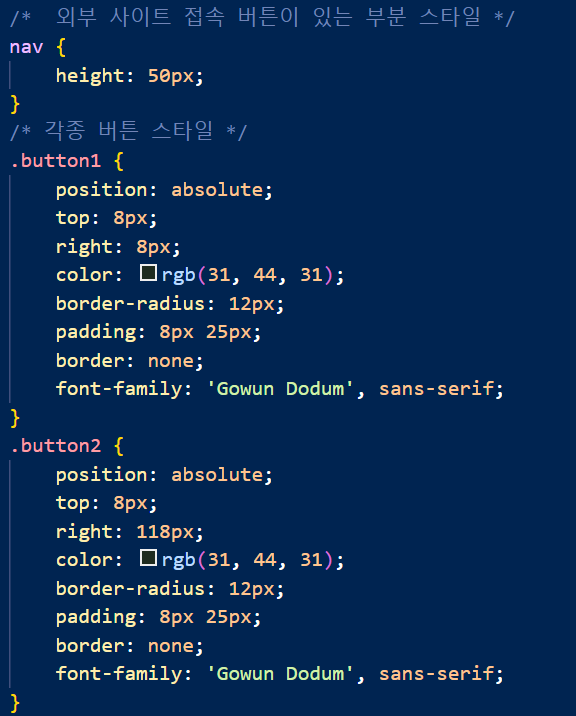 /*  외부 사이트 접속 버튼이 있는 부분 스타일 */
nav {
    height: 50px;
}
/* 각종 버튼 스타일 */
.button1 {
    position: absolute;
    top: 8px;
    right: 8px;
    color: rgb(31, 44, 31);
    border-radius: 12px;
    padding: 8px 25px;
    border: none;
    font-family: 'Gowun Dodum', sans-serif;
}
.button2 {
    position: absolute;
    top: 8px;
    right: 118px;
    color: rgb(31, 44, 31);
    border-radius: 12px;
    padding: 8px 25px;
    border: none;
    font-family: 'Gowun Dodum', sans-serif;
}